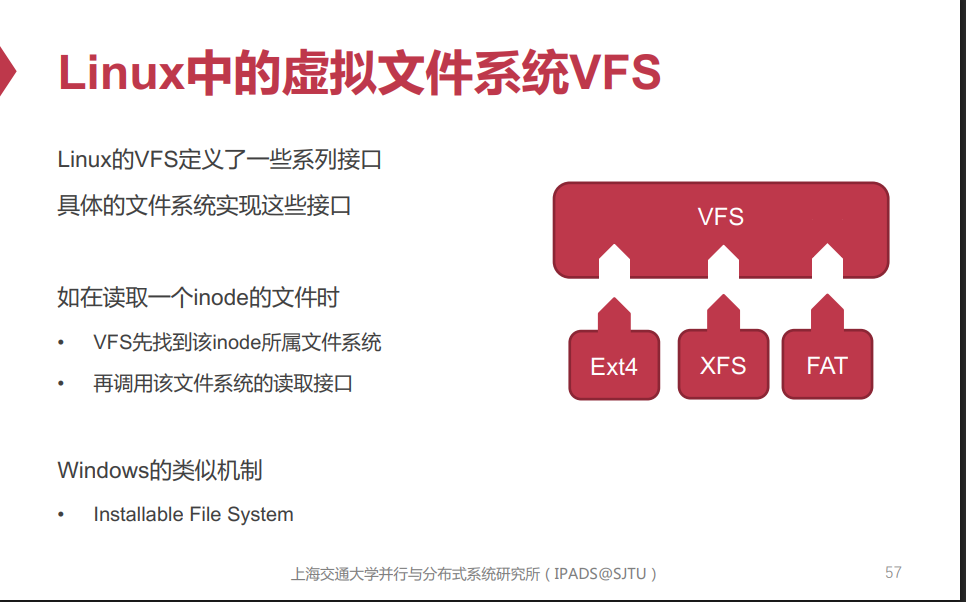 Linux中的虚拟文件系统VFS
Linux的VFS定义了一些系列接口
具体的文件系统实现这些接口
如在读取一个inode的文件时
• VFS先找到该inode所属文件系统
• 再调用该文件系统的读取接口
Windows的类似机制
• Installable File System
VFS
Ext4
XFS
FAT
上海交通大学并行与分布式系统研究所（IPADS@SJTU）
57